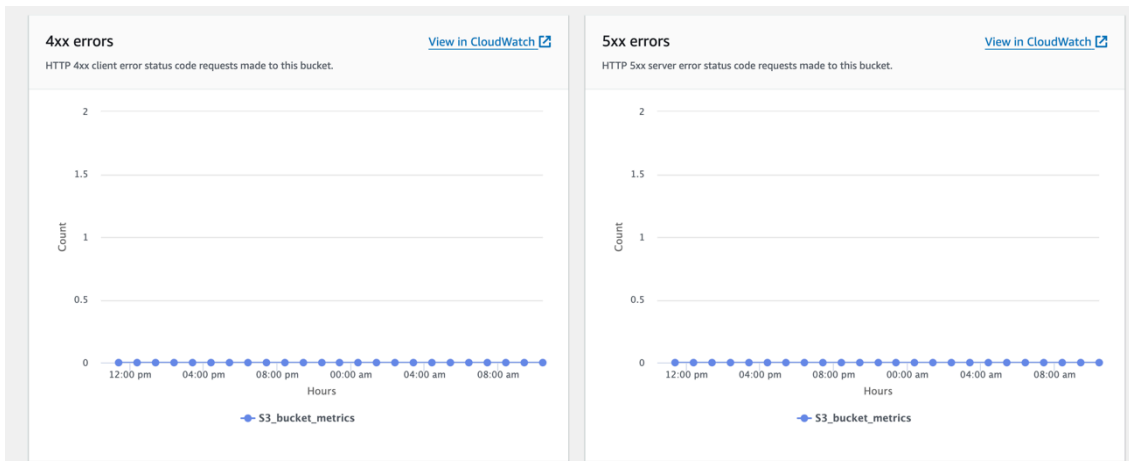 4xx errors
View in CloudWatch
HTTP 4xx client error status code requests made to this bucket.
2
1.5
1
0.5
0
Count
12:00 pm 04:00 pm 08:00 pm 00:00 am 04:00 am 08:00 am
Hours
S3_bucket_metrics
5xx errors
View in CloudWatch
HTTP 5xx server error status code requests made to this bucket.
2
1.5
1
0.5
0
Count
12:00 pm 04:00 pm 08:00 pm 00:00 am 04:00 am 08:00 am
Hours
S3_bucket_metrics